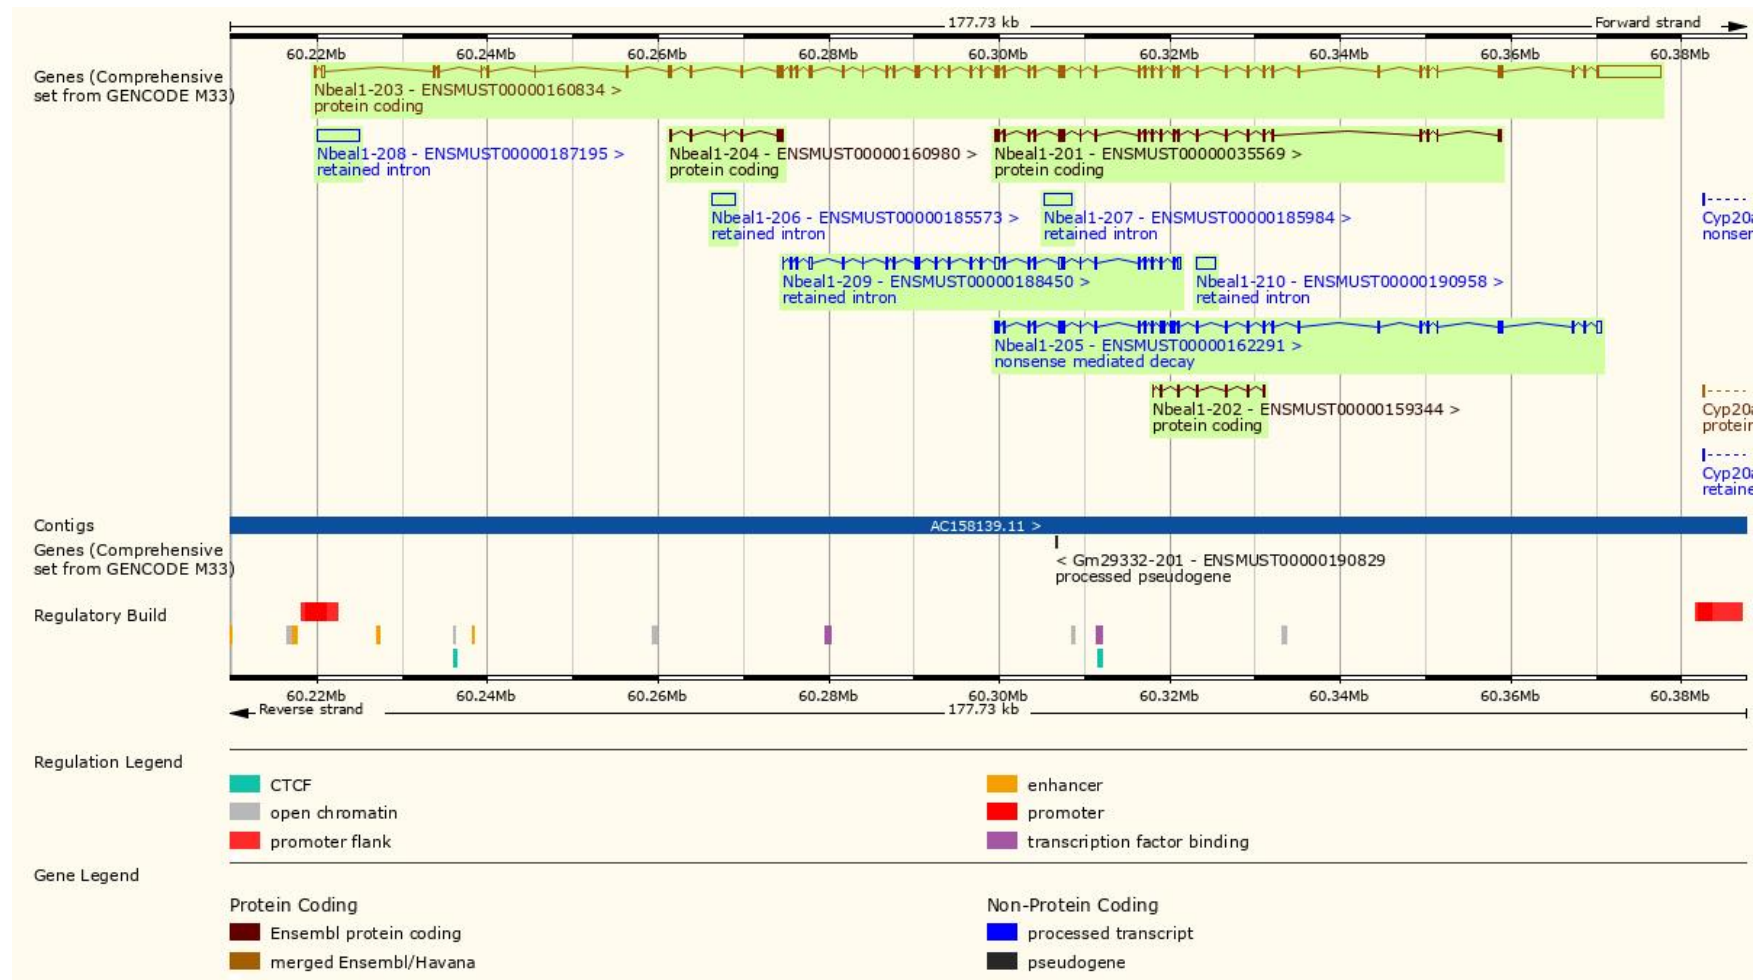 177.73 kb Forward strand
60.22Mb 60.24Mb 60.26Mb 60.28Mb 60.30Mb 60.32Mb 60.34Mb 60.36Mb 60.38Mb
Genes (Comprehensive
set from GENCODE M33)
Nbeal1-203 - ENSMUST00000160834 >
protein coding
Nbeal1-208 - ENSMUST00000187195 >
retained intron
Nbeal1-204 - ENSMUST00000160980 >
protein coding
Nbeal1-201 - ENSMUST00000035569 >
protein coding
Nbeal1-206 - ENSMUST00000185573 >
retained intron
Nbeal1-207 - ENSMUST00000185984 >
retained intron
Cyp20a
nonser
Nbeal1-209 - ENSMUST00000188450 >
retained intron
Nbeal1-210 - ENSMUST00000190958 >
retained intron
Nbeal1-205 - ENSMUST00000162291 >
nonsense mediated decay
Nbeal1-202 - ENSMUST00000159344 >
protein coding
Cyp20a
protein
Cyp20a
retaine
Contigs
AC158139.11 >
Genes (Comprehensive
set from GENCODE M33)
< Gm29332-201 - ENSMUST00000190829
processed pseudogene
Regulatory Build
60.22Mb 60.24Mb 60.26Mb 60.28Mb 60.30Mb 60.32Mb 60.34Mb 60.36Mb 60.38Mb
Reverse strand 177.73 kb
Regulation Legend
CTCF
open chromatin
promoter flank
enhancer
promoter
transcription factor binding
Gene Legend
Protein Coding
Ensembl protein coding
merged Ensembl/Havana
Non-Protein Coding
processed transcript
pseudogene